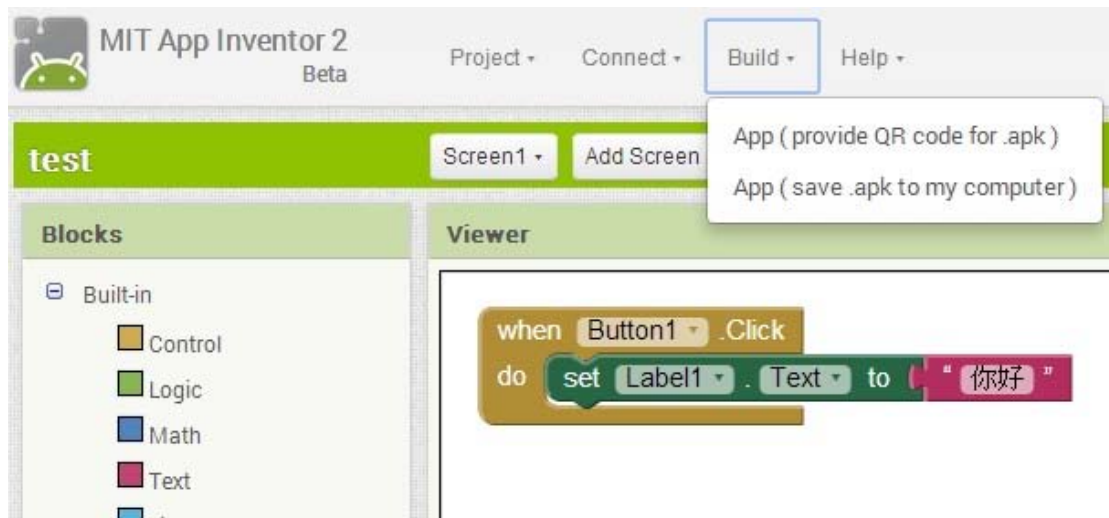 MIT App Inventor 2
Beta
Project
Connect
Build
Help
App ( provide QR code for .apk )
App ( save .apk to my computer )
test
Screen1
Add Screen
Blocks
Viewer
Built-in
Control
Logic
Math
Text
when Button1 .Click
do set Label1 . Text to " 你好 "